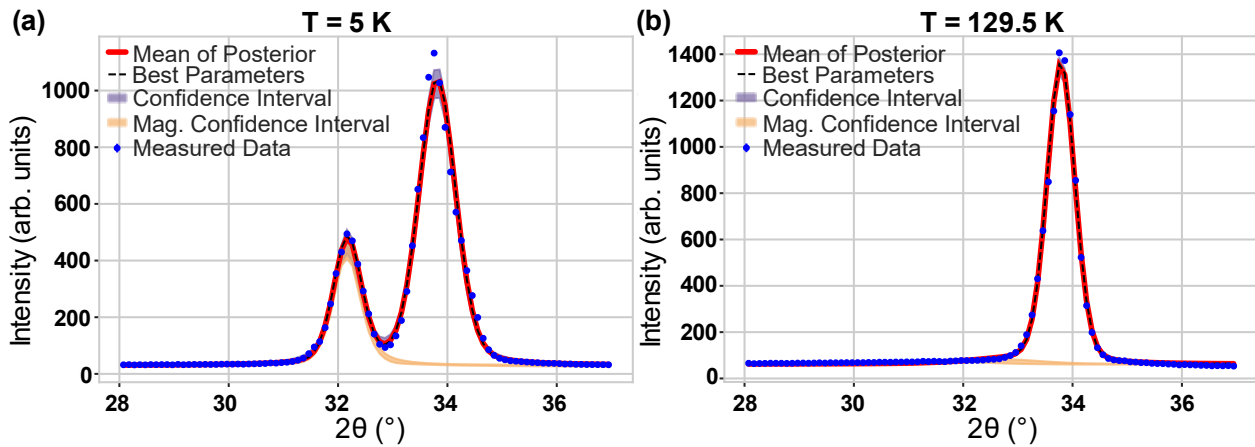 (a)
T = 5 K
Mean of Posterior
Best Parameters
Confidence Interval
Mag. Confidence Interval
Measured Data
Intensity (arb. units)
1000
800
600
400
200
0
28
30
32
34
36
2θ (°)
(b)
T = 129.5 K
Mean of Posterior
Best Parameters
Confidence Interval
Mag. Confidence Interval
Measured Data
Intensity (arb. units)
1400
1200
1000
800
600
400
200
0
28
30
32
34
36
2θ (°)